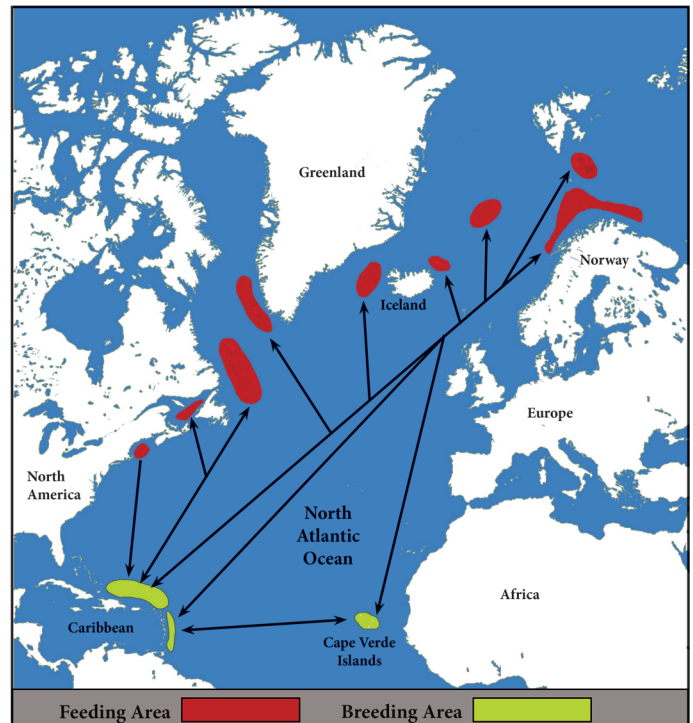 Greenland
Norway
Iceland
Europe
North
America
North
Atlantic
Ocean
Africa
Caribbean
Cape Verde
Islands
Feeding Area
Breeding Area